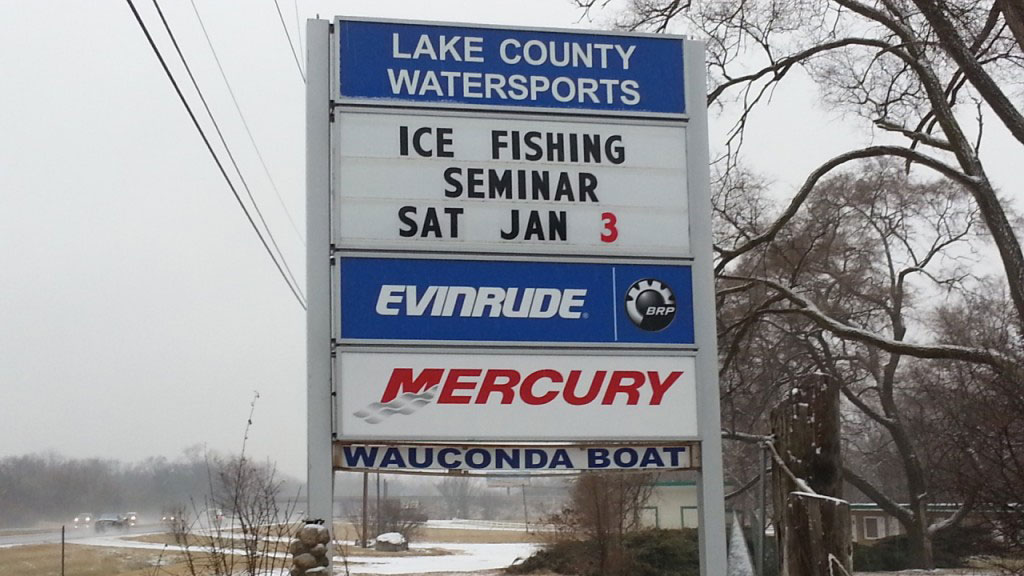 LAKE COUNTY
WATERSPORTS
ICE FISHING
SEMINAR
SAT JAN 3
EVINRUDE
BRP
MERCURY
WAUCONDA BOAT